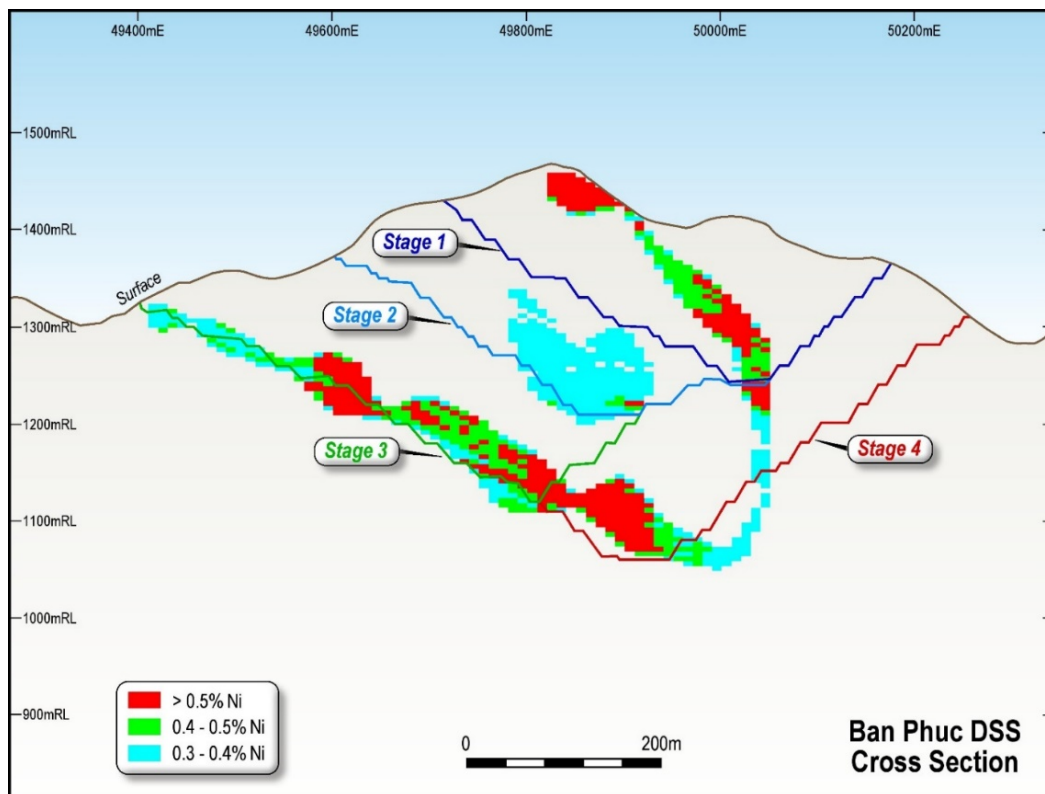 49400mE 49600mE 49800mE 50000mE 50200mE
1500mRL
1400mRL
1300mRL
1200mRL
1100mRL
1000mRL
900mRL
Surface
Stage 1
Stage 2
Stage 3
Stage 4
> 0.5% Ni
0.4 - 0.5% Ni
0.3 - 0.4% Ni
0 200m
Ban Phuc DSS
Cross Section